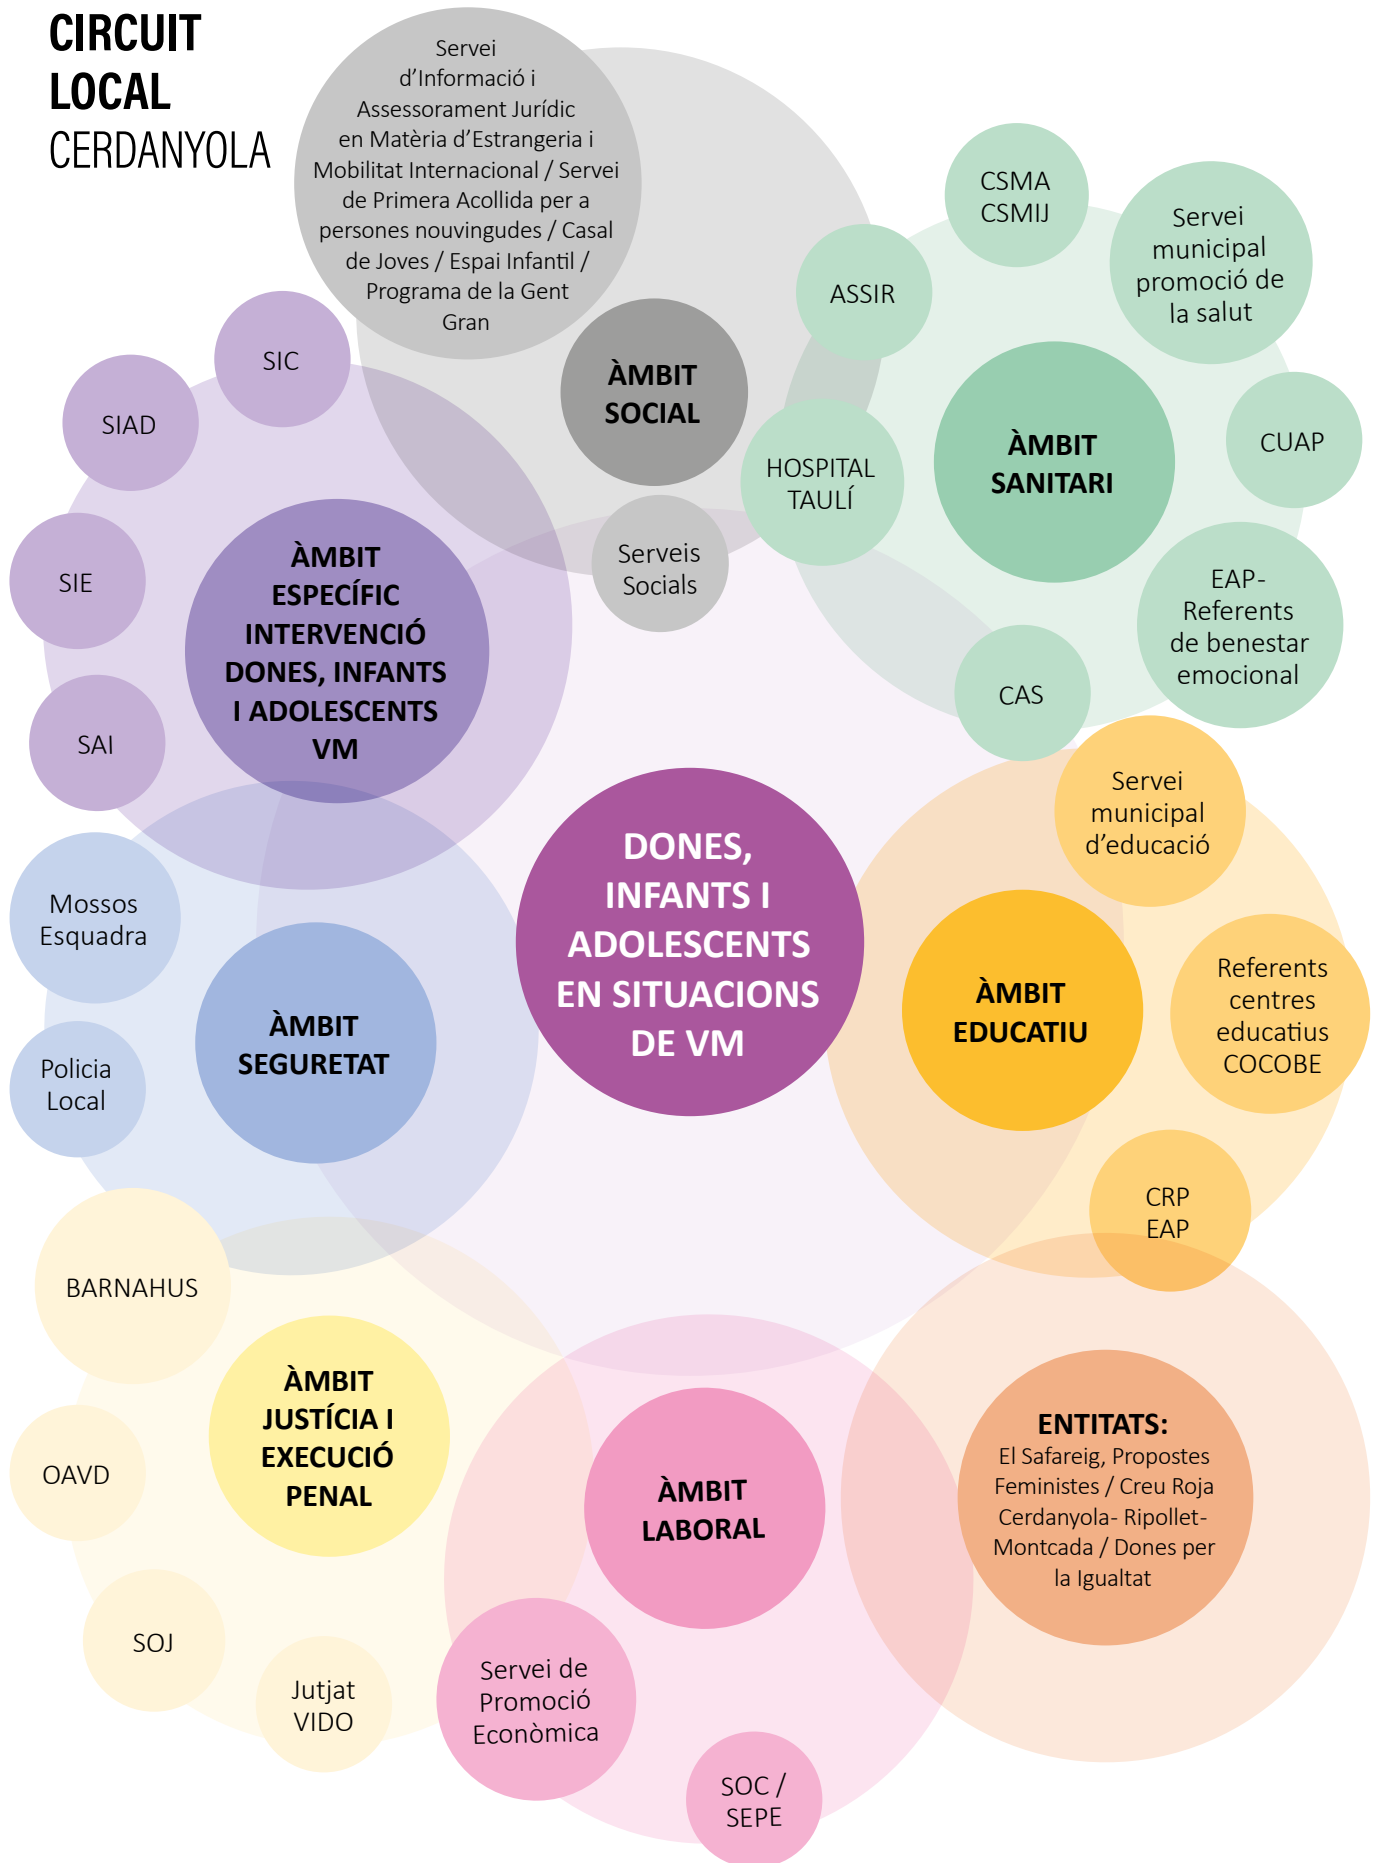 CIRCUIT
LOCAL
CERDANYOLA
Servei
d'Informació i
Assessorament Jurídic
en Matèria d'Estrangeria i
Mobilitat Internacional / Servei
de Primera Acollida per a
persones nouvingudes / Casal
de Joves / Espai Infantil /
Programa de la Gent
Gran
ÀMBIT
SOCIAL
Serveis
Socials
CSMA
CSMIJ
Servei
municipal
promoció de
la salut
ASSIR
HOSPITAL
TAULÍ
ÀMBIT
SANITARI
CUAP
EAP-
Referents
de benestar
emocional
CAS
SIC
SIAD
SIE
SAI
ÀMBIT
ESPECÍFIC
INTERVENCIÓ
DONES, INFANTS
I ADOLESCENTS
VM
DONES,
INFANTS I
ADOLESCENTS
EN SITUACIONS
DE VM
Servei
municipal
d'educació
ÀMBIT
EDUCATIU
Referents
centres
educatius
COCOBE
CRP
EAP
Mossos
Esquadra
Policia
Local
ÀMBIT
SEGURETAT
BARNAHUS
OAVD
SOJ
Jutjat
VIDO
ÀMBIT
JUSTÍCIA I
EXECUCIÓ
PENAL
ÀMBIT
LABORAL
Servei de
Promoció
Econòmica
SOC /
SEPE
ENTITATS:
El Safareig, Propostes
Feministes / Creu Roja
Cerdanyola- Ripollet-
Montcada / Dones per
la Igualtat